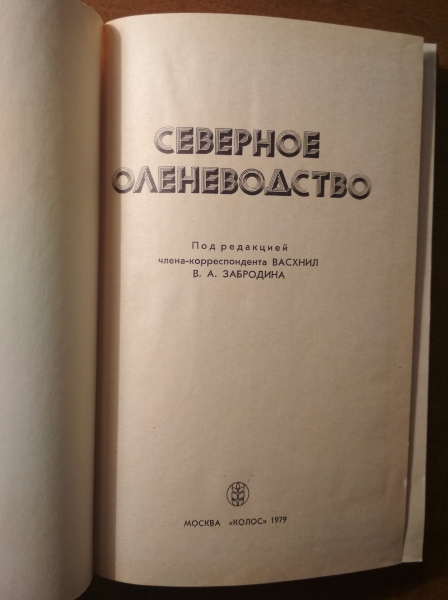 СЕВЕРНОЕ
ОЛЕНЕВОДСТВО
Под редакцией
члена-корреспондента ВАСХНИЛ
В. А. ЗАБРОДИНА
МОСКВА «КОЛОС» 1979